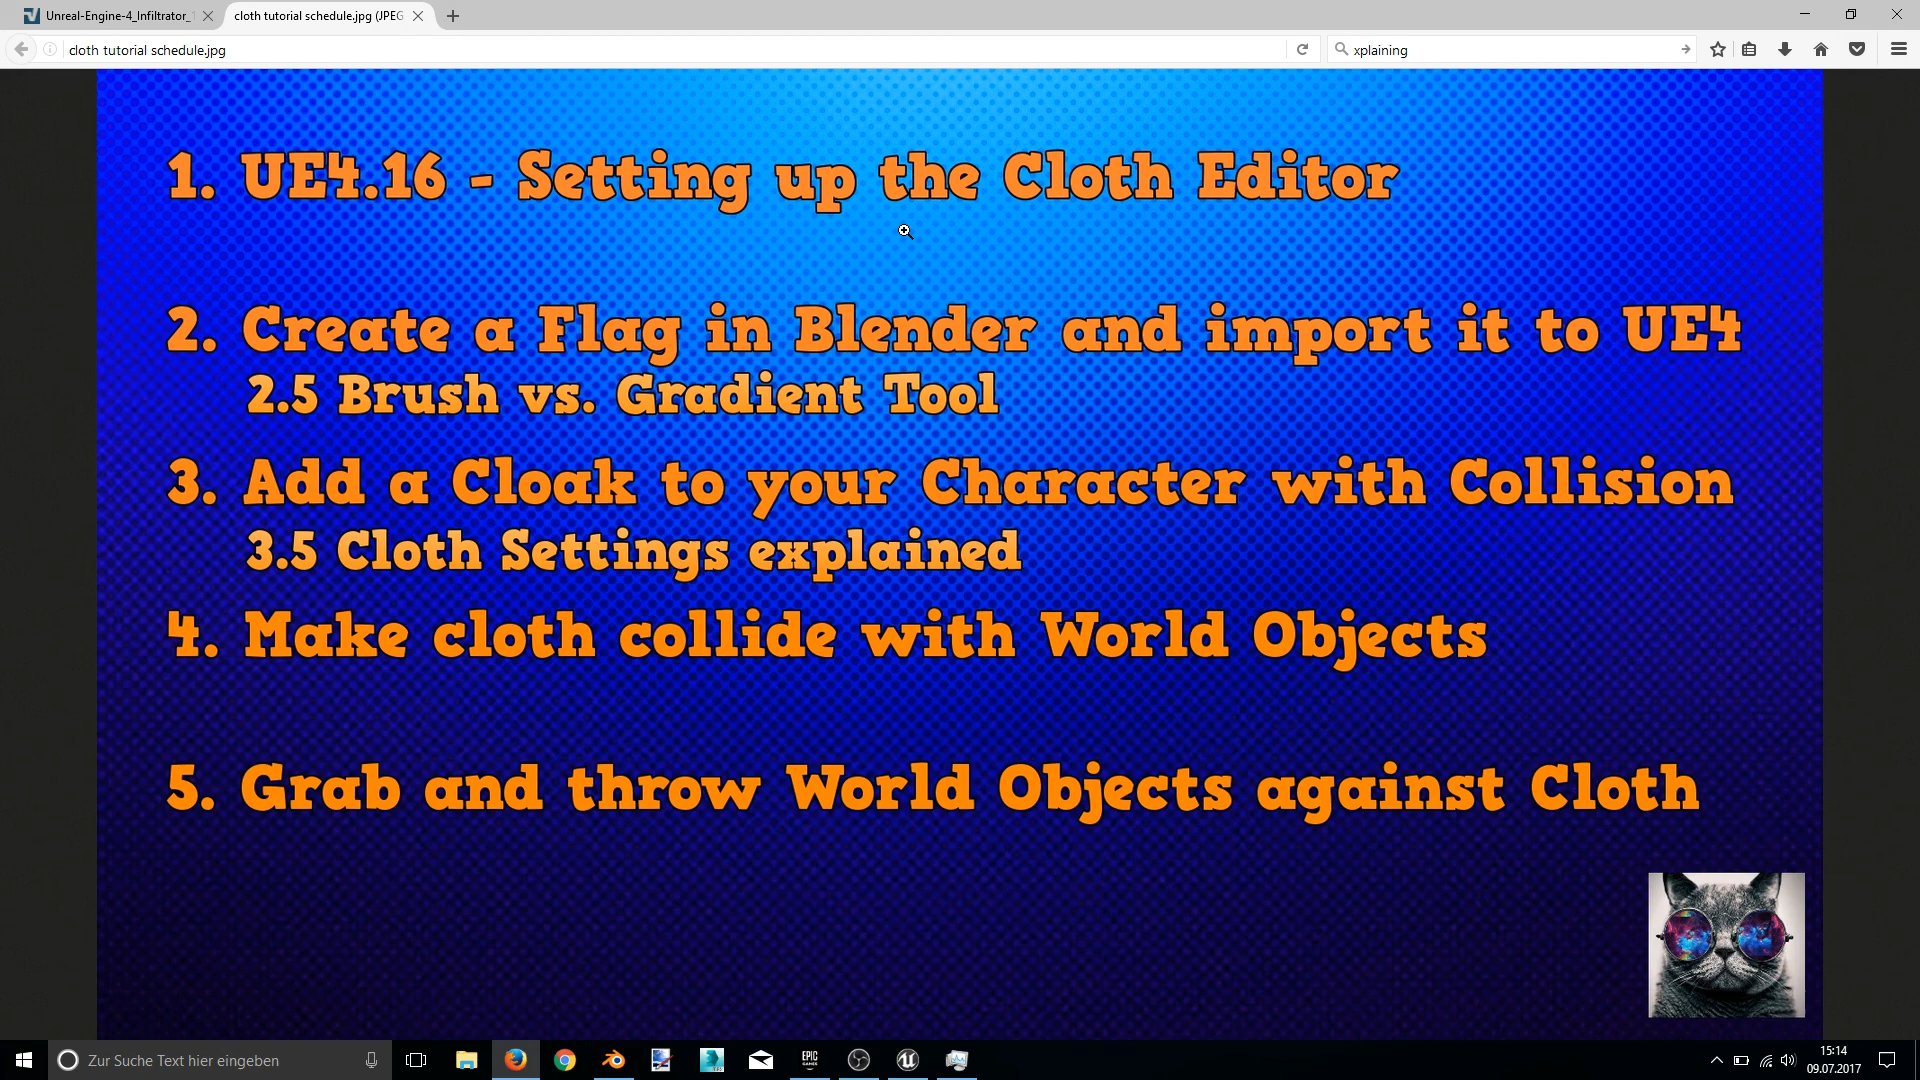 Unreal-Engine-4_Infiltrator_
cloth tutorial schedule.jpg (JPEG
cloth tutorial schedule.jpg
xplaining
1. UE4.16 - Setting up the Cloth Editor
2. Create a Flag in Blender and import it to UE4
2.5 Brush vs. Gradient Tool
3. Add a Cloak to your Character with Collision
3.5 Cloth Settings explained
4. Make cloth collide with World Objects
5. Grab and throw World Objects against Cloth
Zur Suche Text hier eingeben
EPIC
GAMES
15:14
09.07.2017